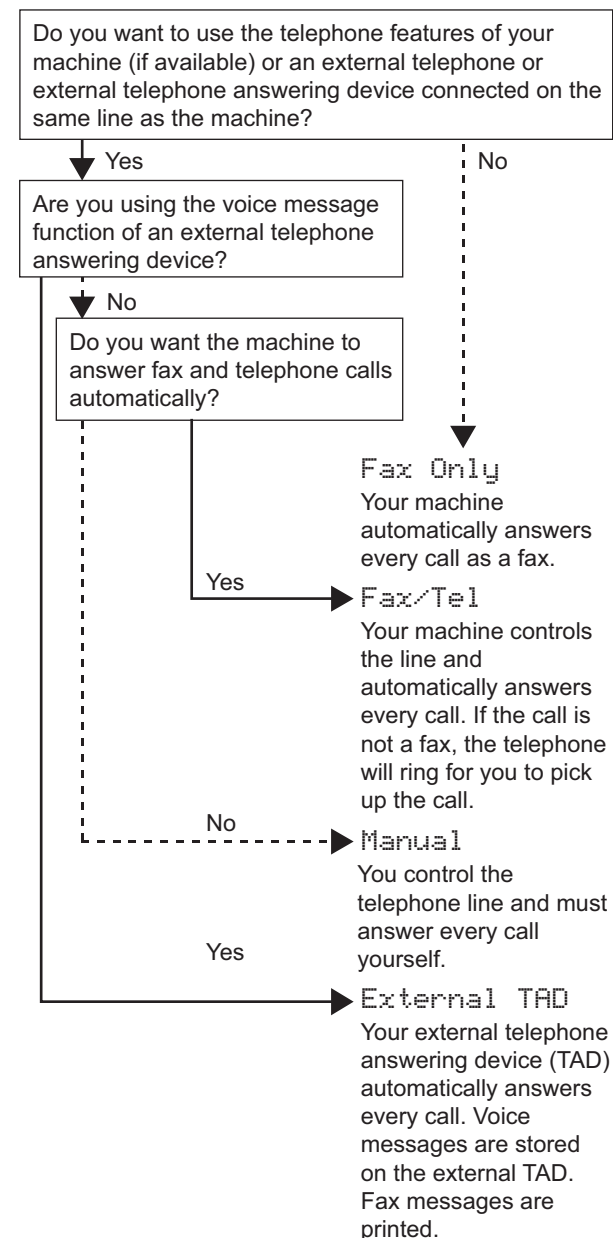 Do you want to use the telephone features of your
machine (if available) or an external telephone or
external telephone answering device connected on the
same line as the machine?
Yes
No
Are you using the voice message
function of an external telephone
answering device?
No
Do you want the machine to
answer fax and telephone calls
automatically?
Fax Only
Your machine
automatically answers
every call as a fax.
Yes
Fax/Tel
Your machine controls
the line and
automatically answers
every call. If the call is
not a fax, the telephone
will ring for you to pick
up the call.
No
Manual
You control the
telephone line and must
answer every call
yourself.
Yes
External TAD
Your external telephone
answering device (TAD)
automatically answers
every call. Voice
messages are stored
on the external TAD.
Fax messages are
printed.